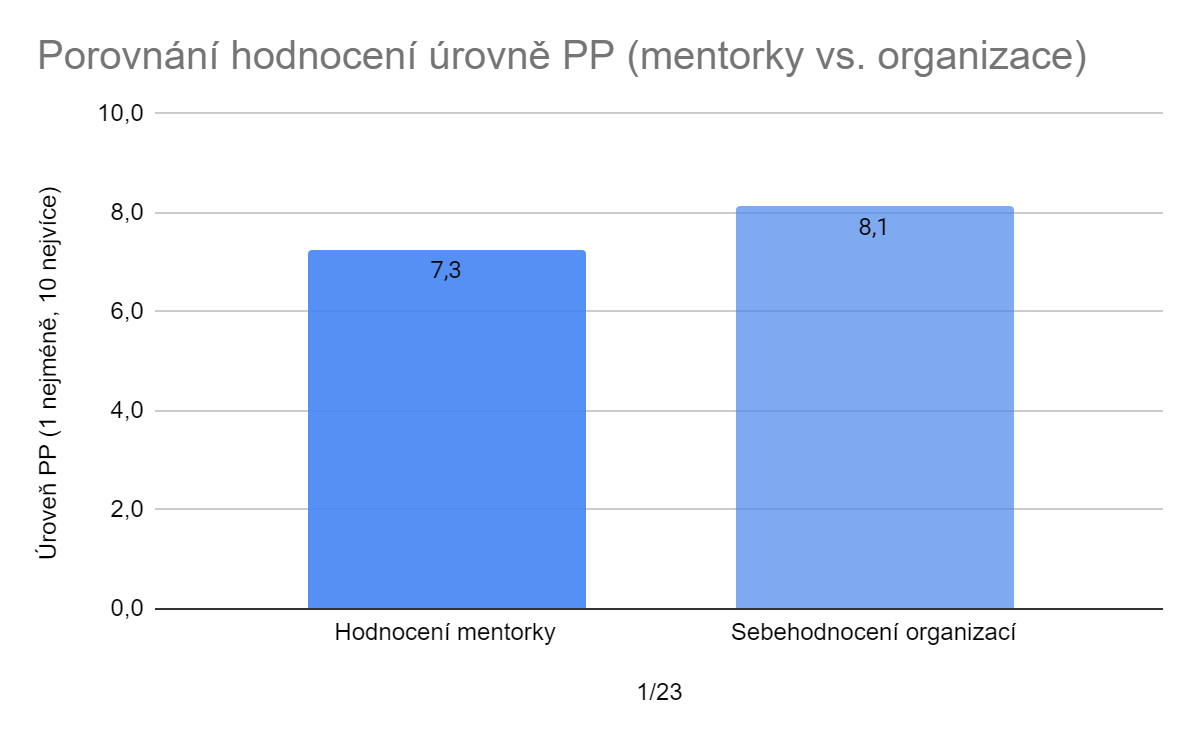 Porovnání hodnocení úrovně PP (mentorky vs. organizace)
Úroveň PP (1 nejméně, 10 nejvíce)
10,0
8,0
6,0
4,0
2,0
0,0
7,3
8,1
Hodnocení mentorky
Sebehodnocení organizací
1/23